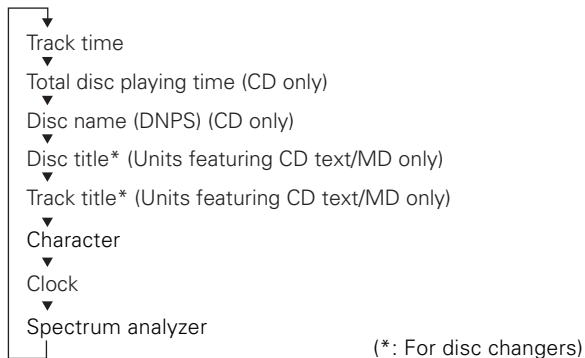 Track time
Total disc playing time (CD only)
Disc name (DNPS) (CD only)
Disc title* (Units featuring CD text/MD only)
Track title* (Units featuring CD text/MD only)
Character
Clock
Spectrum analyzer
(*: For disc changers)